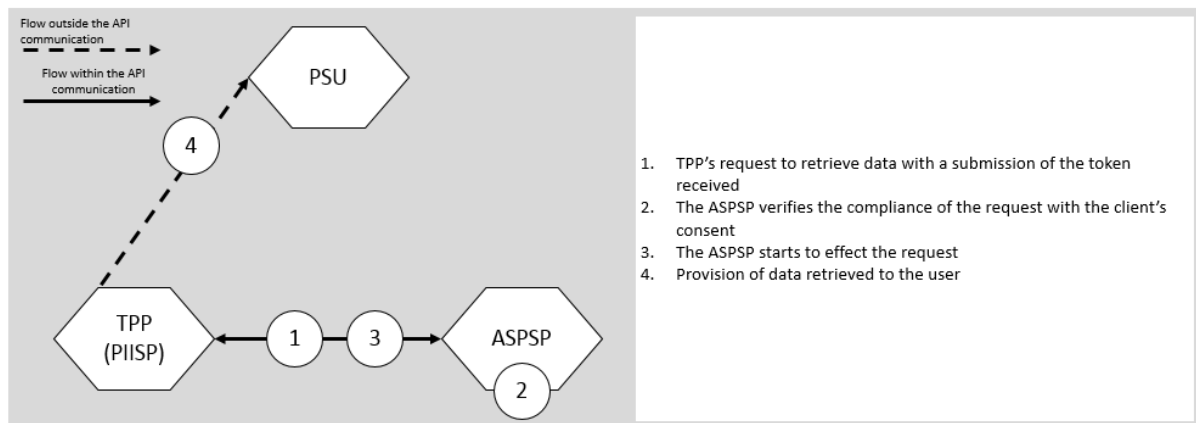 Flow outside the API
communication
Flow within the API
communication
PSU
4
TPP
(PIISP)
1
3
ASPSP
2
1. TPP's request to retrieve data with a submission of the token
received
2. The ASPSP verifies the compliance of the request with the client's
consent
3. The ASPSP starts to effect the request
4. Provision of data retrieved to the user